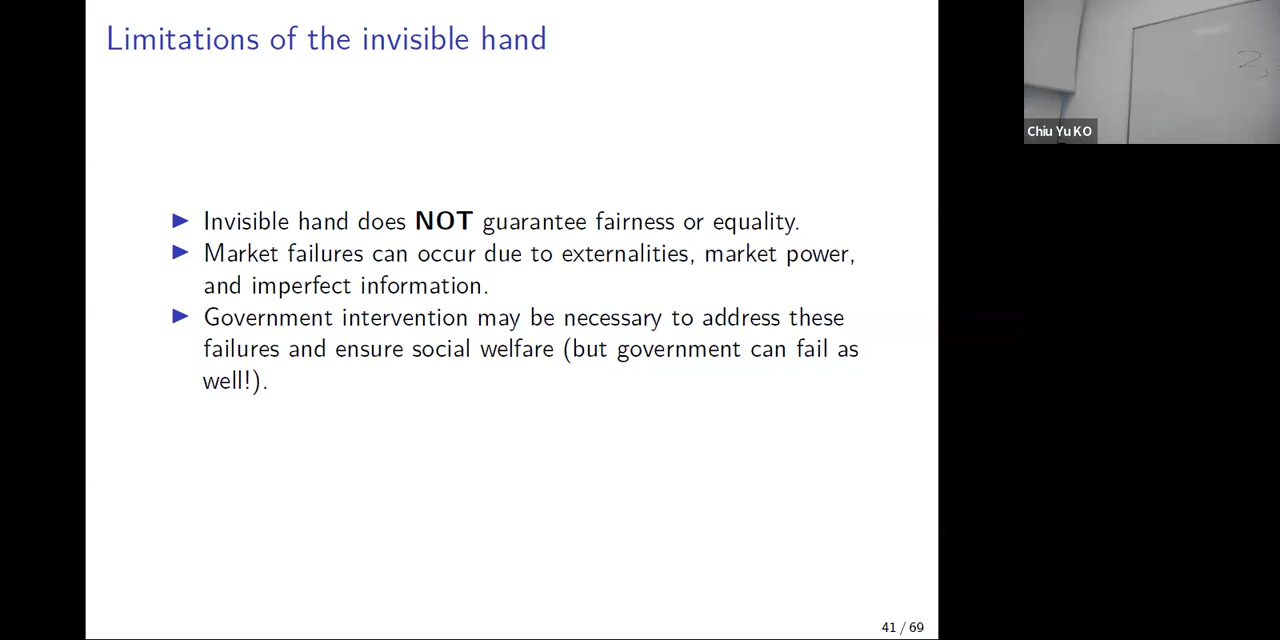 Limitations of the invisible hand
▶ Invisible hand does NOT guarantee fairness or equality.
▶ Market failures can occur due to externalities, market power,
and imperfect information.
▶ Government intervention may be necessary to address these
failures and ensure social welfare (but government can fail as
well!).
41 / 69
Chiu Yu KO
3